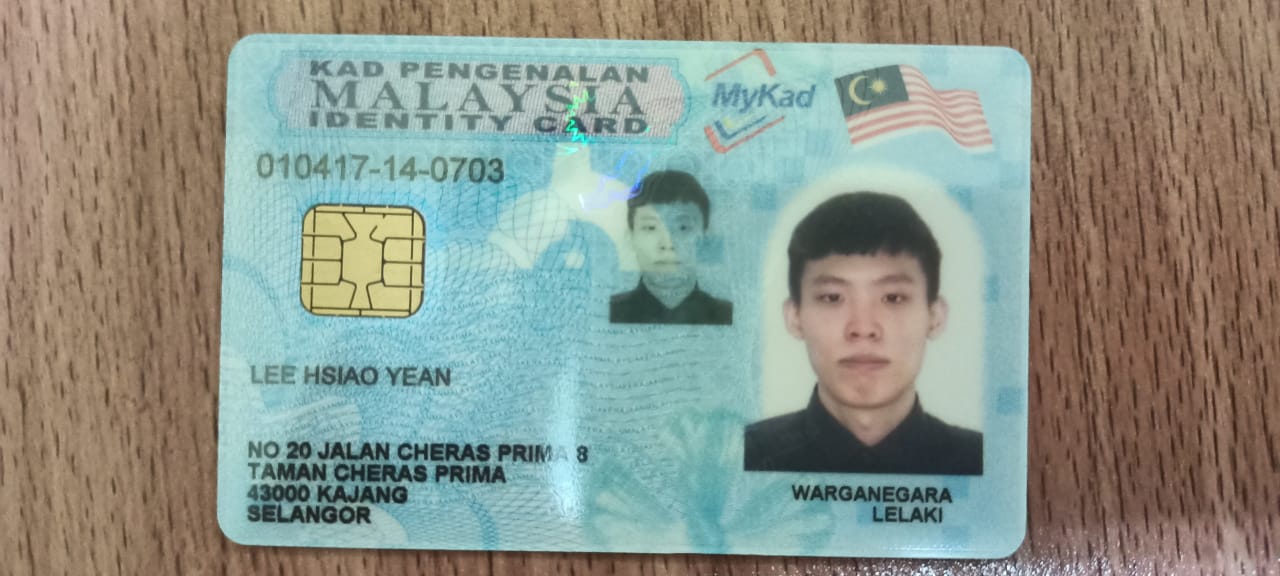 KAD PENGENALAN
MALAYSIA
IDENTITY CARD
MyKad
010417-14-0703
LEE HSIAO YEAN
NO 20 JALAN CHERAS PRIMA 8
TAMAN CHERAS PRIMA
43000 KAJANG
SELANGOR
WARGANEGARA
LELAKI